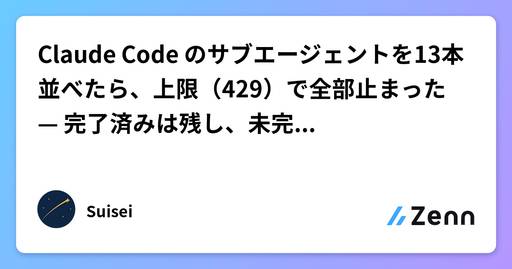 Claude Code のサブエージェントを13本
並べたら、上限（429）で全部止まった
— 完了済みは残し、未完...
Suisei
Zenn